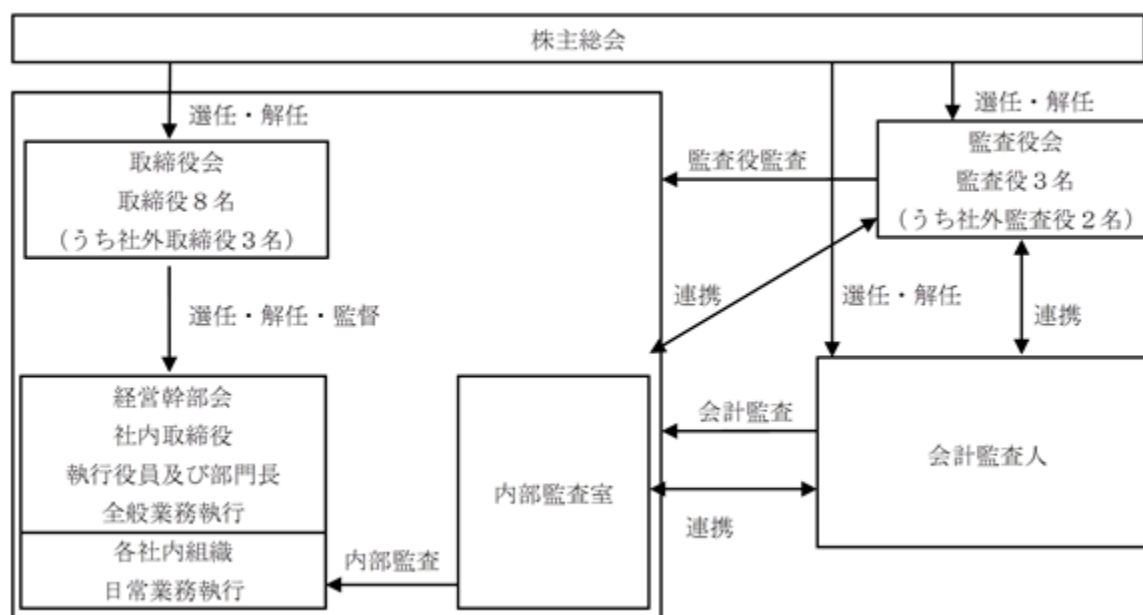 株主総会
選任・解任
選任・解任
取締役会
取締役８名
（うち社外取締役３名）
監査役監査
監査役会
監査役３名
（うち社外監査役２名）
選任・解任・監督
連携
選任・解任
連携
経営幹部会
社内取締役
執行役員及び部門長
全般業務執行
各社内組織
日常業務執行
内部監査
内部監査室
会計監査
連携
会計監査人